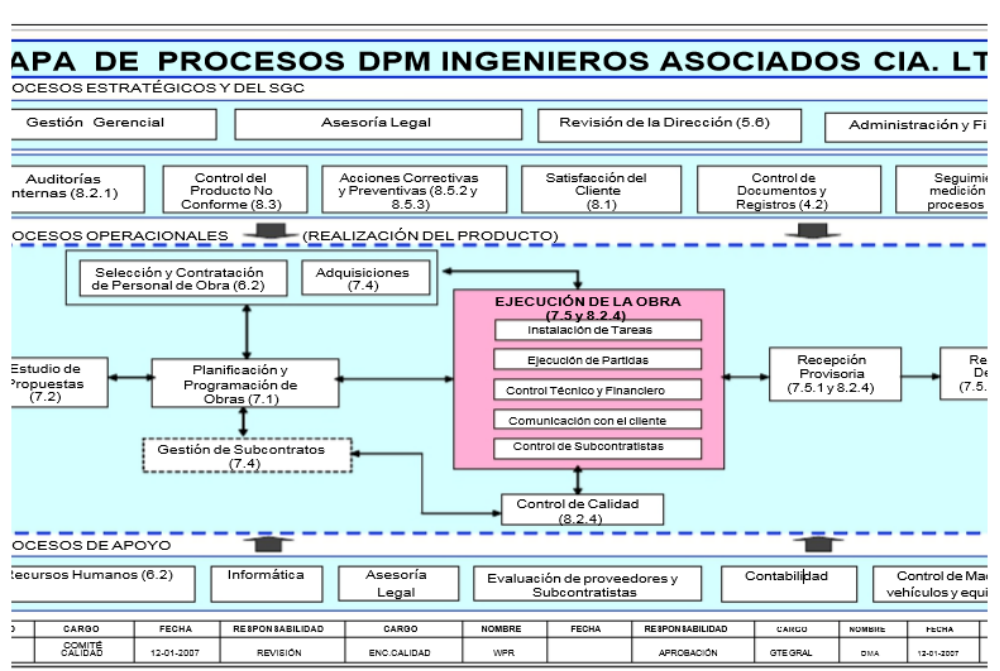 APA DE PROCESOS DPM INGENIEROS ASOCIADOS CIA. LT
OCESOS ESTRATÉGICOS Y DEL SGC
Gestión Gerencial
Asesoría Legal
Revisión de la Dirección (5.6)
Administración y Fi
Auditorías
nternas (8.2.1)
Control del
Producto No
Conforme (8.3)
Acciones Correctivas
y Preventivas (8.5.2 y
8.5.3)
Satisfacción del
Cliente
(8.1)
Control de
Documentos y
Registros (4.2)
Seguimie
medición
procesos
OCESOS OPERACIONALES (REALIZACIÓN DEL PRODUCTO)
Selección y Contratación
de Personal de Obra (6.2)
Adquisiciones
(7.4)
EJECUCIÓN DE LA OBRA
(7.5 y 8.2.4)
Instalación de Tareas
Ejecución de Partidas
Control Técnico y Financiero
Comunicación con el cliente
Control de Subcontratistas
Estudio de
Propuestas
(7.2)
Planificación y
Programación de
Obras (7.1)
Recepción
Provisoria
(7.5.1 y 8.2.4)
Re
De
(7.5.
Gestión de Subcontratos
(7.4)
Control de Calidad
(8.2.4)
OCESOS DE APOYO
Recursos Humanos (6.2)
Informática
Asesoría
Legal
Evaluación de proveedores y
Subcontratistas
Contabilidad
Control de Mac
vehículos y equi
CARGO FECHA RESPONSABILIDAD CARGO NOMBRE FECHA RESPONSABILIDAD CARGO NOMBRE FECHA
COMITÉ
CALIDAD 12-01-2007 REVISIÓN ENC.CALIDAD WPR APROBACIÓN GTE GRAL DMA 12-01-2007